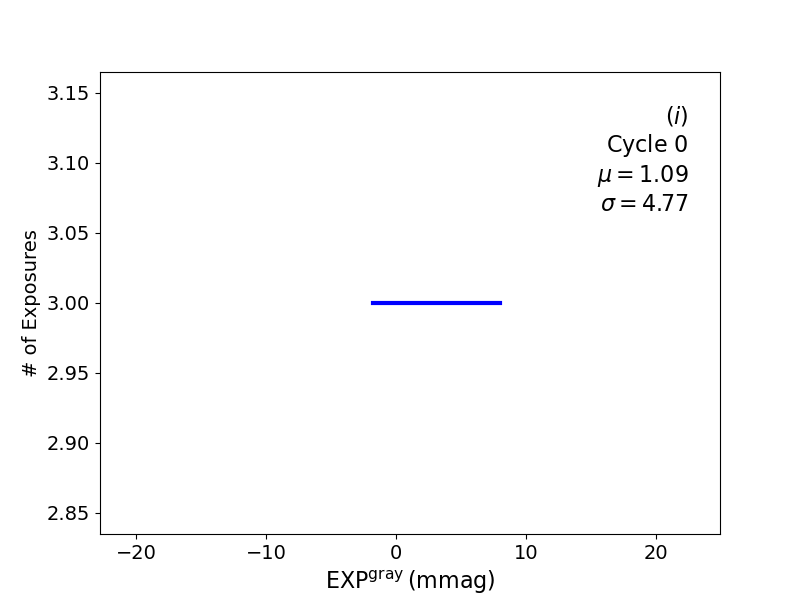 3.15
3.10
3.05
3.00
2.95
2.90
2.85
# of Exposures
(i)
Cycle 0
μ = 1.09
σ = 4.77
−20 −10 0 10 20
EXP^gray (mmag)